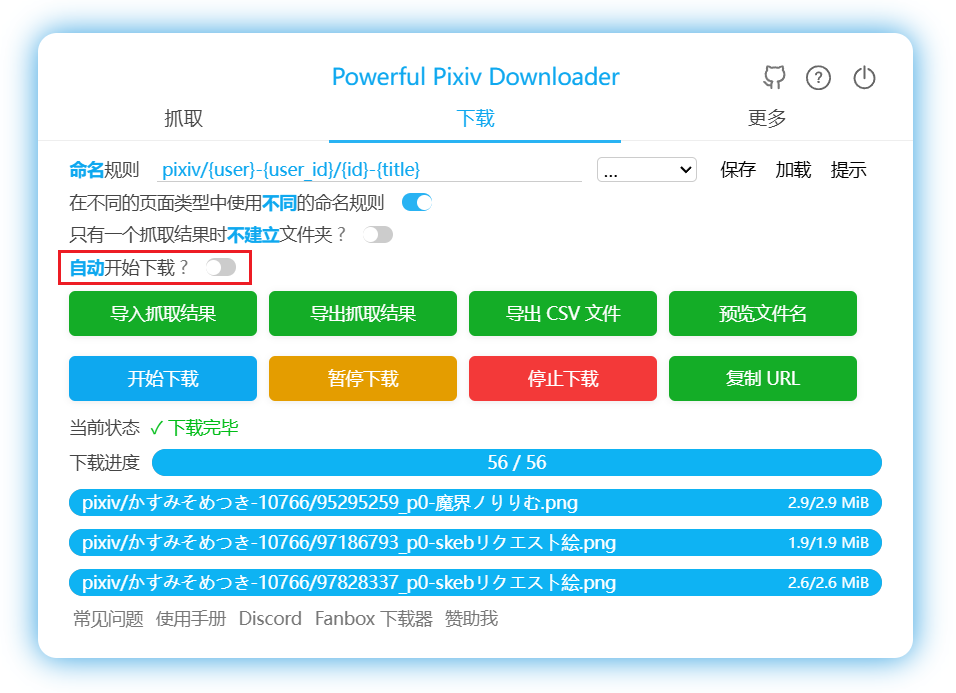 Powerful Pixiv Downloader
抓取 下载 更多
命名规则 pixiv/{user}-{user_id}/{id}-{title} ... 保存 加载 提示
在不同的页面类型中使用不同的命名规则
只有一个抓取结果时不建立文件夹？
自动开始下载？
导入抓取结果 导出抓取结果 导出 CSV 文件 预览文件名
开始下载 暂停下载 停止下载 复制 URL
当前状态 ✓ 下载完毕
下载进度 56 / 56
pixiv/かすみそめつき-10766/95295259_p0-魔界ノりりむ.png 2.9/2.9 MiB
pixiv/かすみそめつき-10766/97186793_p0-skebリクエスト絵.png 1.9/1.9 MiB
pixiv/かすみそめつき-10766/97828337_p0-skebリクエスト絵.png 2.6/2.6 MiB
常见问题 使用手册 Discord Fanbox 下载器 赞助我